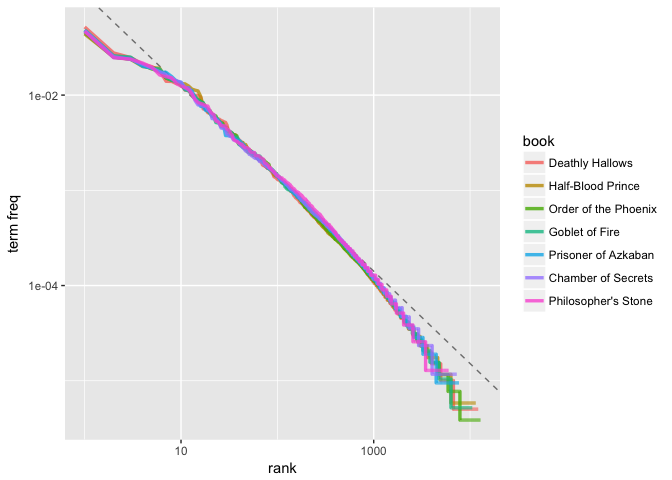 1e-02
1e-04
term freq
10
1000
rank
book
Deathly Hallows
Half-Blood Prince
Order of the Phoenix
Goblet of Fire
Prisoner of Azkaban
Chamber of Secrets
Philosopher's Stone